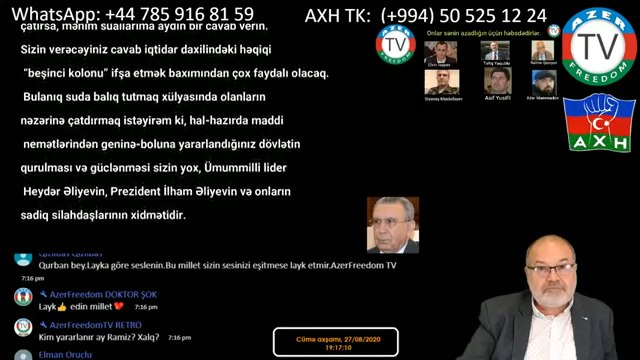 WhatsApp: +44 785 916 81 59
AXH TK: (+994) 50 525 12 24
çatırsa, mənim suallarıma aydın bir cavab verin.
Sizin verəcəyiniz cavab iqtidar daxilindəki həqiqi
“beşinci kolonu” ifşa etmək baxımından çox faydalı olacaq.
Bulanıq suda balıq tutmaq xülyasında olanların
nəzərinə çatdırmaq istəyirəm ki, hal-hazırda maddi
nemətlərindən geninə-boluna yararlandığınız dövlətin
qurulması və güclənməsi sizin yox, Ümummilli lider
Heydər Əliyevin, Prezident İlham Əliyevin və onların
sadiq silahdaşlarının xidmətidir.
Onlar sənin azadlığın üçün həbsdədirlər.
Asif Yusifli
AZER
TV
FREEDOM
AXH
Qurban bey.Layka göre seslenin.Bu millet sizin sesinizi eşitmese layk etmir.AzerFreedom TV
7:16 pm
AzerFreedom DOKTOR ŞOK
Layk👍 edin millet💖 7:16 pm
AzerFreedomTV RETRO
Kim yararlanır ay Ramiz? Xalq? 7:16 pm
Elman Oruclu
Cümə axşamı, 27/08/2020
19:17:10